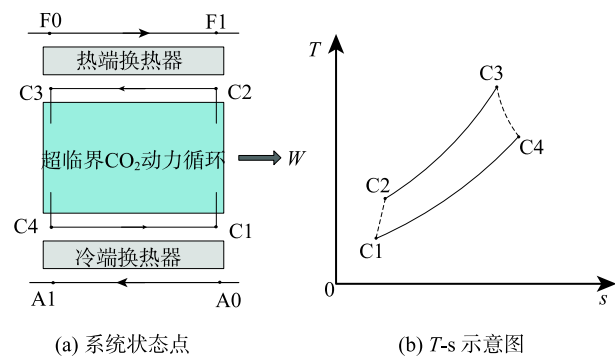 F0 F1
热端换热器
C3 C2
超临界CO₂动力循环 W
C4 C1
冷端换热器
A1 A0
(a) 系统状态点
T
C3
C4
C2
C1
0
s
(b) T-s 示意图